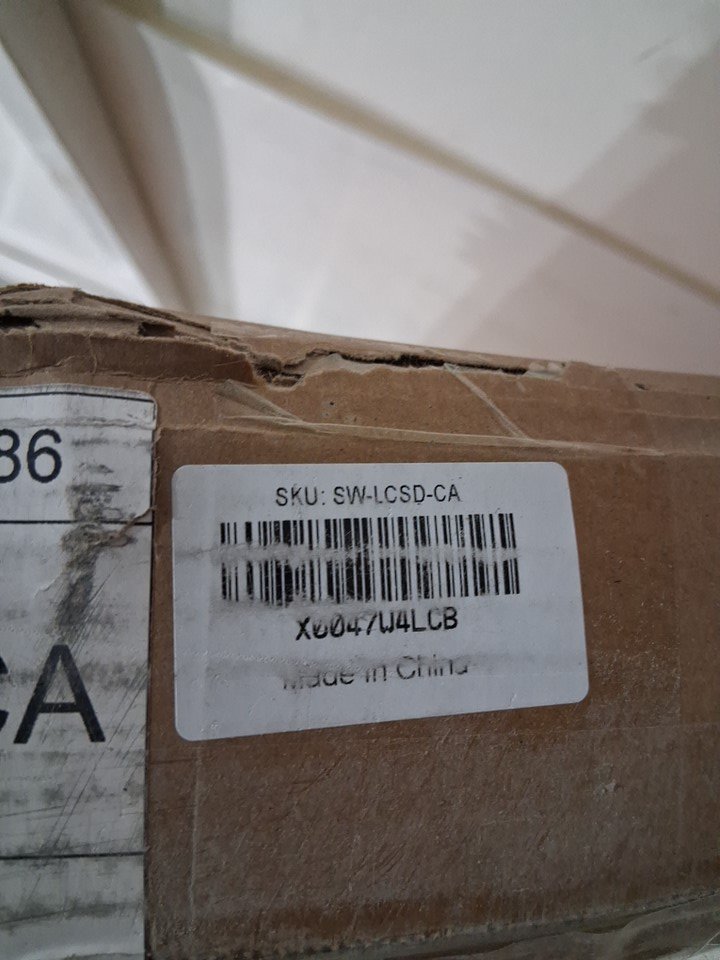 86
CA
SKU: SW-LCSD-CA
X0047W4LCB
Made in China